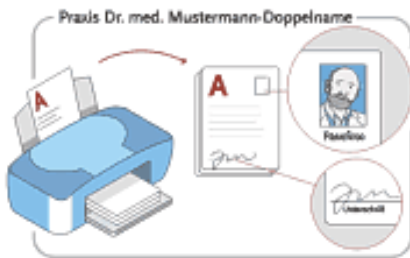 Praxis Dr. med. Mustermann-Doppelname
A
A
Passfoto
Unterschrift